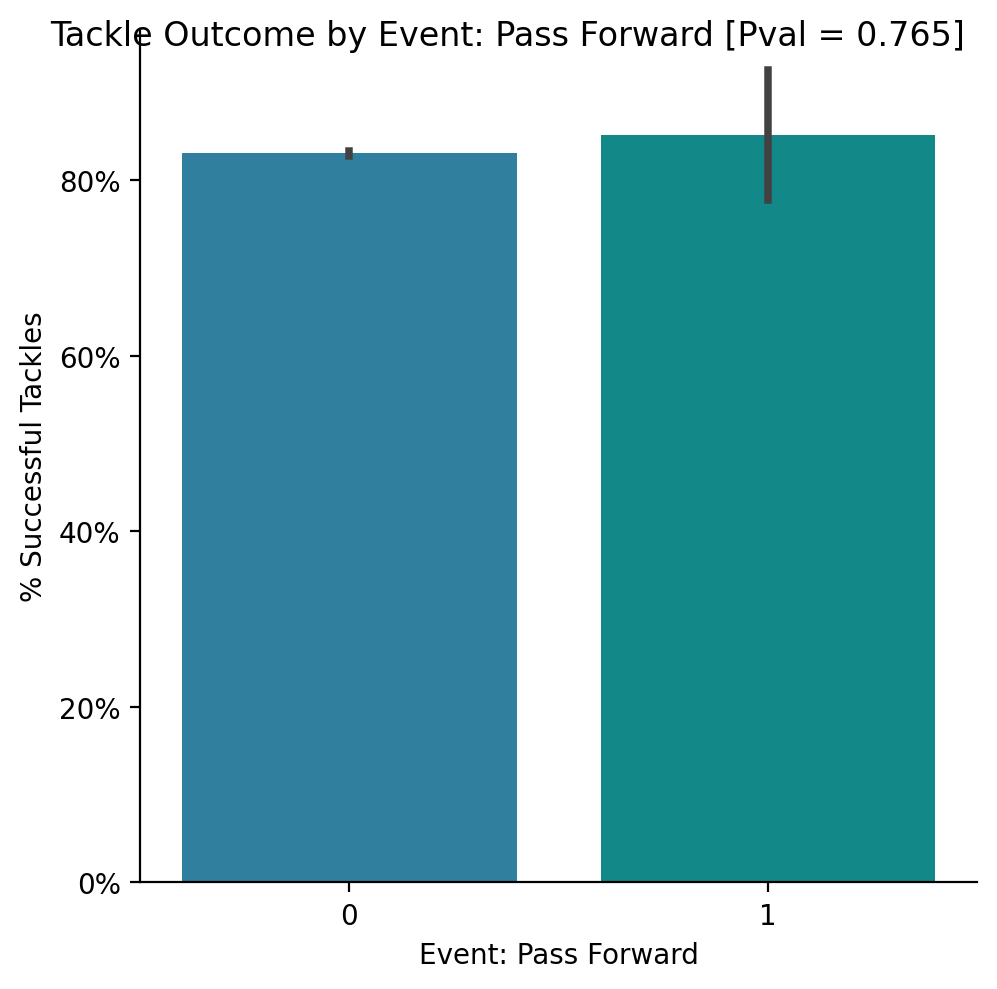 Tackle Outcome by Event: Pass Forward [Pval = 0.765]
% Successful Tackles
80%
60%
40%
20%
0%
0 1
Event: Pass Forward